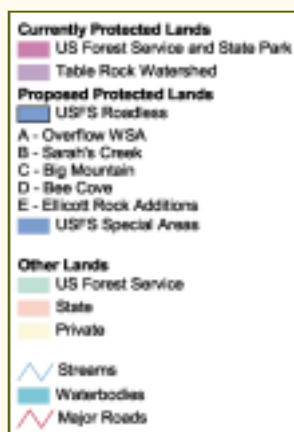 Currently Protected Lands
US Forest Service and State Park
Table Rock Watershed
Proposed Protected Lands
USFS Roadless
A - Overflow WSA
B - Sarah's Creek
C - Big Mountain
D - Bee Cove
E - Ellicott Rock Additions
USFS Special Areas
Other Lands
US Forest Service
State
Private
Streams
Waterbodies
Major Roads